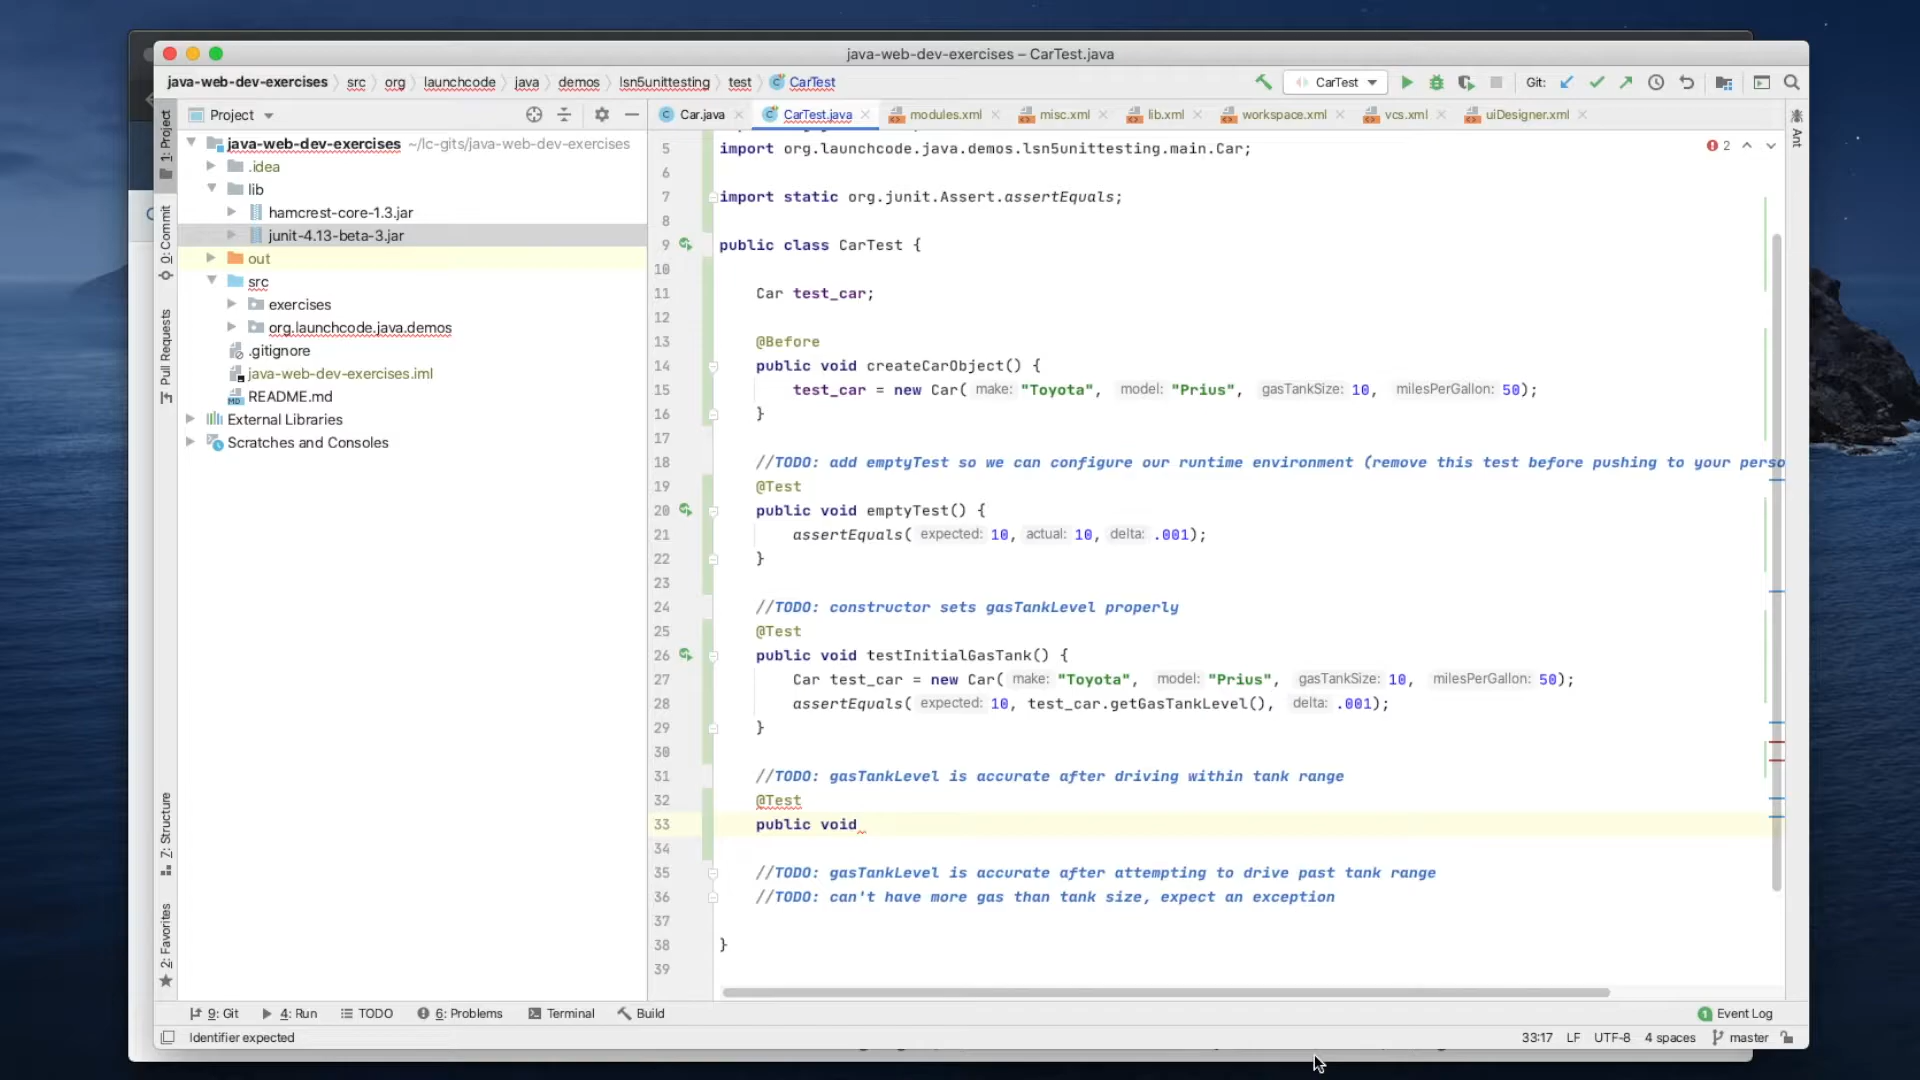 java-web-dev-exercises – CarTest.java
java-web-dev-exercises src org launchcode java demos lsn5unittesting test CarTest CarTest Git:
Project Car.java CarTest.java modules.xml misc.xml lib.xml workspace.xml vcs.xml uiDesigner.xml
1: Project
0: Commit
Pull Requests
Z: Structure
2: Favorites
Ant
java-web-dev-exercises ~/lc-gits/java-web-dev-exercises
.idea
lib
hamcrest-core-1.3.jar
junit-4.13-beta-3.jar
out
src
exercises
org.launchcode.java.demos
.gitignore
java-web-dev-exercises.iml
README.md
External Libraries
Scratches and Consoles
2
5 import org.launchcode.java.demos.lsn5unittesting.main.Car;
6
7 import static org.junit.Assert.assertEquals;
8
9 public class CarTest {
10
11 Car test_car;
12
13 @Before
14 public void createCarObject() {
15 test_car = new Car( make: "Toyota", model: "Prius", gasTankSize: 10, milesPerGallon: 50);
16 }
17
18 //TODO: add emptyTest so we can configure our runtime environment (remove this test before pushing to your perso
19 @Test
20 public void emptyTest() {
21 assertEquals( expected: 10, actual: 10, delta: .001);
22 }
23
24 //TODO: constructor sets gasTankLevel properly
25 @Test
26 public void testInitialGasTank() {
27 Car test_car = new Car( make: "Toyota", model: "Prius", gasTankSize: 10, milesPerGallon: 50);
28 assertEquals( expected: 10, test_car.getGasTankLevel(), delta: .001);
29 }
30
31 //TODO: gasTankLevel is accurate after driving within tank range
32 @Test
33 public void
34
35 //TODO: gasTankLevel is accurate after attempting to drive past tank range
36 //TODO: can't have more gas than tank size, expect an exception
37
38 }
39
9: Git 4: Run TODO 6: Problems Terminal Build 1 Event Log
Identifier expected 33:17 LF UTF-8 4 spaces master